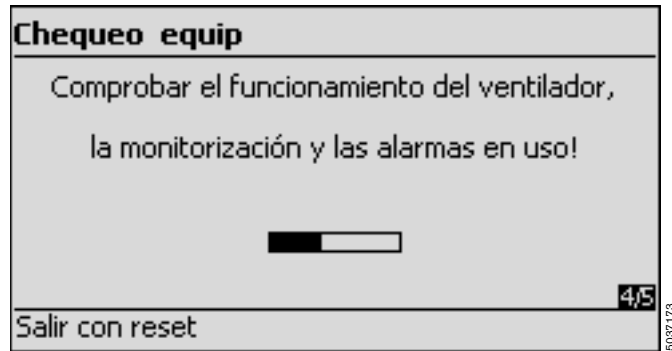 Chequeo equip
Comprobar el funcionamiento del ventilador,
la monitorización y las alarmas en uso!
4/5
Salir con reset
5037173